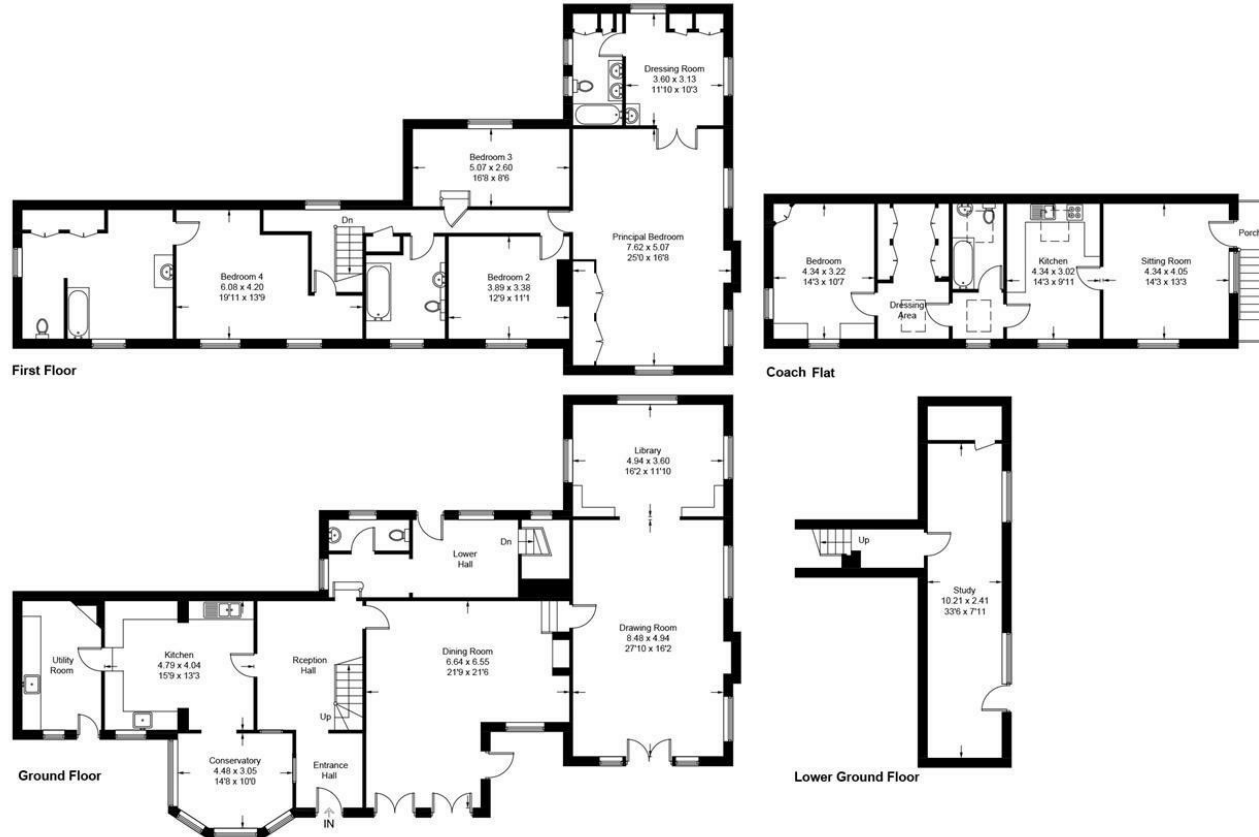 Dressing Room
3.60 x 3.13
11'10 x 10'3
Bedroom 3
5.07 x 2.60
16'8 x 8'6
Dn
Bedroom 4
6.08 x 4.20
19'11 x 13'9
Bedroom 2
3.89 x 3.38
12'9 x 11'1
Principal Bedroom
7.62 x 5.07
25'0 x 16'8
First Floor
Bedroom
4.34 x 3.22
14'3 x 10'7
Dressing
Area
Kitchen
4.34 x 3.02
14'3 x 9'11
Sitting Room
4.34 x 4.05
14'3 x 13'3
Porch
Coach Flat
Library
4.94 x 3.60
16'2 x 11'10
Lower
Hall
Dn
Utility
Room
Kitchen
4.79 x 4.04
15'9 x 13'3
Rception
Hall
Up
Dining Room
6.64 x 6.55
21'9 x 21'6
Drawing Room
8.48 x 4.94
27'10 x 16'2
Conservatory
4.48 x 3.05
14'8 x 10'0
Entrance
Hall
IN
Ground Floor
Up
Study
10.21 x 2.41
33'6 x 7'11
Lower Ground Floor